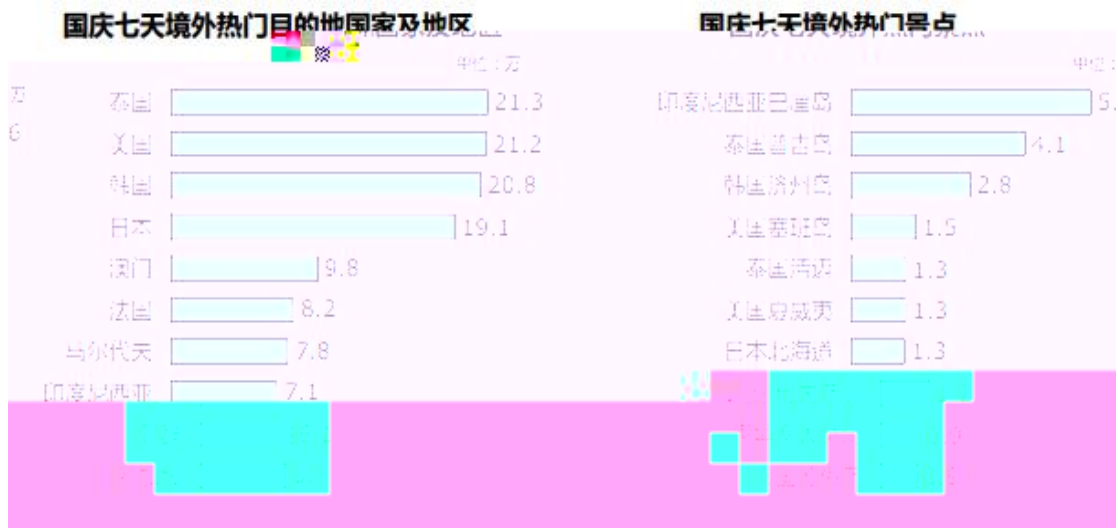 国庆七天境外热门目的地国家及地区
单位：万
泰国 21.3
美国 21.2
韩国 20.8
日本 19.1
澳门 9.8
法国 8.2
马尔代夫 7.8
印度尼西亚 7.1
国庆七天境外热门景点
单位：
印度尼西亚巴厘岛 5.
泰国普吉岛 4.1
韩国济州岛 2.8
美国塞班岛 1.5
泰国清迈 1.3
美国夏威夷 1.3
日本北海道 1.3